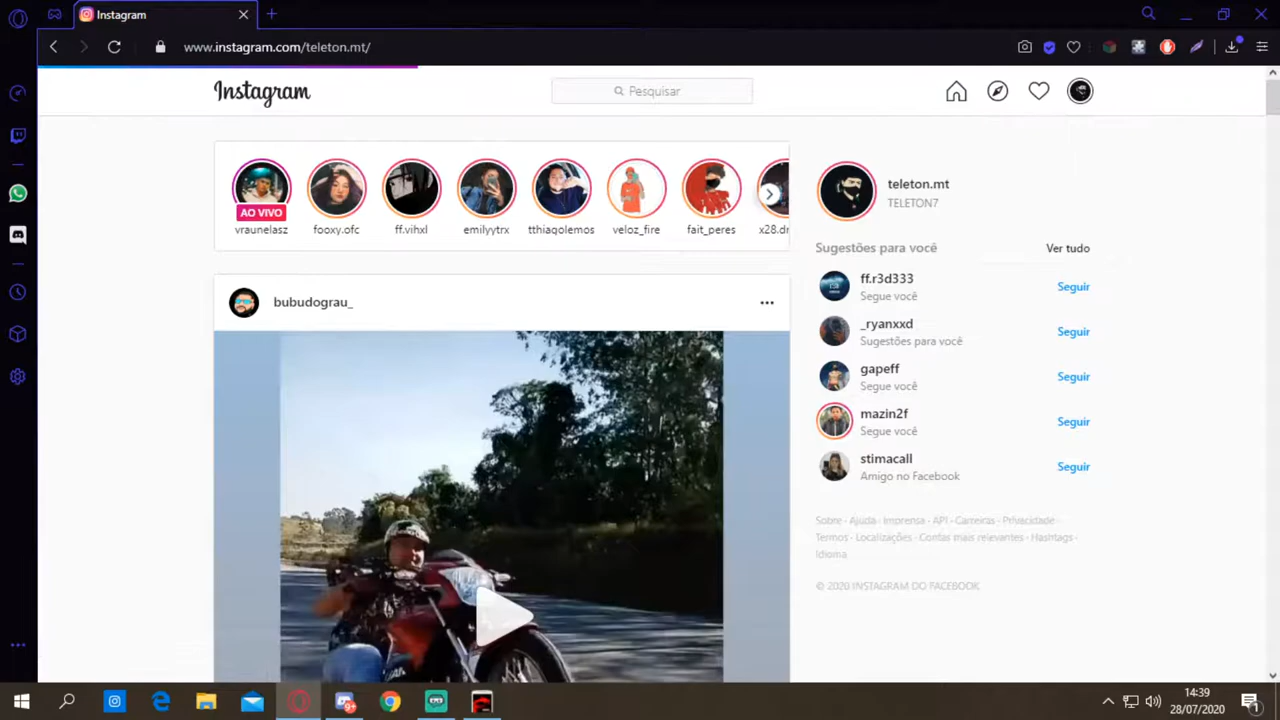 Instagram
www.instagram.com/teleton.mt/
Instagram
Pesquisar
AO VIVO
vraunelasz
fooxy.ofc
ff.vihxl
emilyytrx
tthiaqolemos
veloz_fire
fait_peres
x28.dr
teleton.mt
TELETON7
Sugestões para você
Ver tudo
bubudograu_
ff.r3d333
Segue você
Seguir
_ryanxxd
Sugestões para você
Seguir
gapeff
Segue você
Seguir
mazin2f
Segue você
Seguir
stimacall
Amigo no Facebook
Seguir
Sobre · Ajuda · Imprensa · API · Carreiras · Privacidade ·
Termos · Localizações · Contas mais relevantes · Hashtags ·
Idioma
© 2020 INSTAGRAM DO FACEBOOK
14:39
28/07/2020